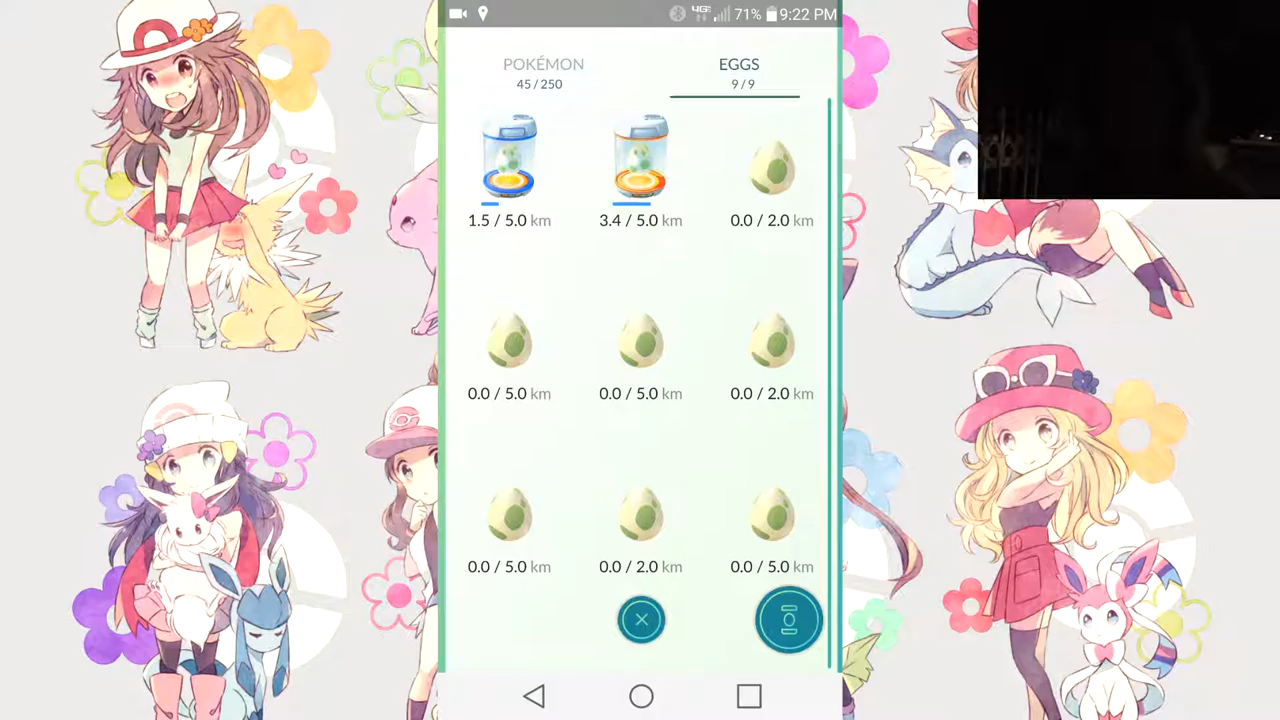 4GE 71% 9:22 PM
POKÉMON EGGS
45 / 250 9 / 9
1.5 / 5.0 km 3.4 / 5.0 km 0.0 / 2.0 km
0.0 / 5.0 km 0.0 / 5.0 km 0.0 / 2.0 km
0.0 / 5.0 km 0.0 / 2.0 km 0.0 / 5.0 km